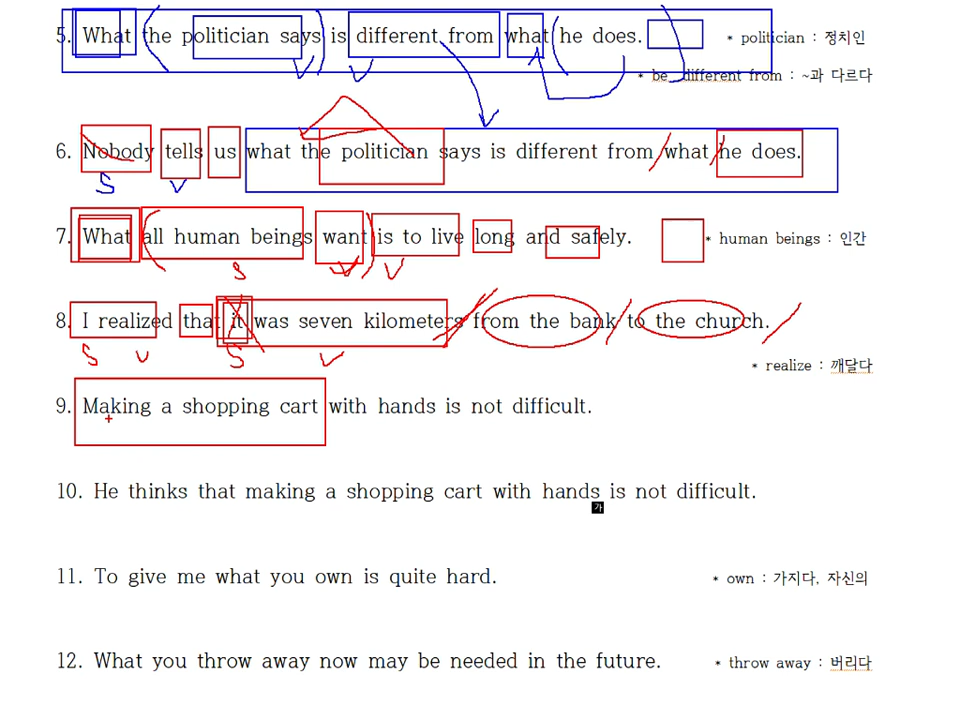 5. What the politician says is different from what he does. * politician : 정치인
* be different from : ~과 다르다
6. Nobody tells us what the politician says is different from what he does.
S V
7. What all human beings want is to live long and safely. * human beings : 인간
S V V
8. I realized that it was seven kilometers from the bank to the church.
S V S V
* realize : 깨달다
9. Making a shopping cart with hands is not difficult.
10. He thinks that making a shopping cart with hands is not difficult.
가
11. To give me what you own is quite hard. * own : 가지다, 자신의
12. What you throw away now may be needed in the future. * throw away : 버리다